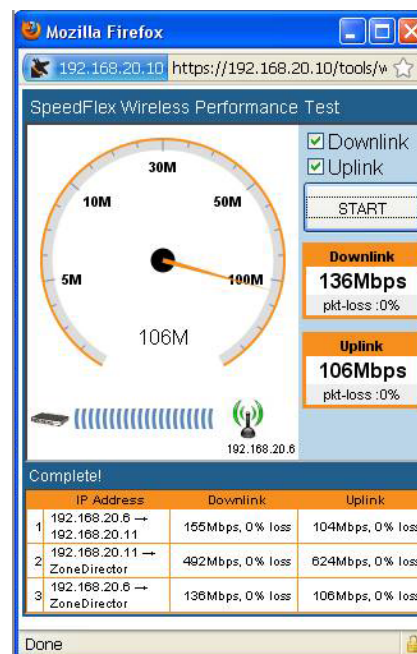 Mozilla Firefox
192.168.20.10 https://192.168.20.10/tools/w
SpeedFlex Wireless Performance Test
Downlink
Uplink
START
30M
10M
50M
5M
100M
106M
Downlink
136Mbps
pkt-loss :0%
Uplink
106Mbps
pkt-loss :0%
192.168.20.6
Complete!
IP Address Downlink Uplink
1 192.168.20.6 → 192.168.20.11 155Mbps, 0% loss 104Mbps, 0% loss
2 192.168.20.11 → ZoneDirector 492Mbps, 0% loss 624Mbps, 0% loss
3 192.168.20.6 → ZoneDirector 136Mbps, 0% loss 106Mbps, 0% loss
Done